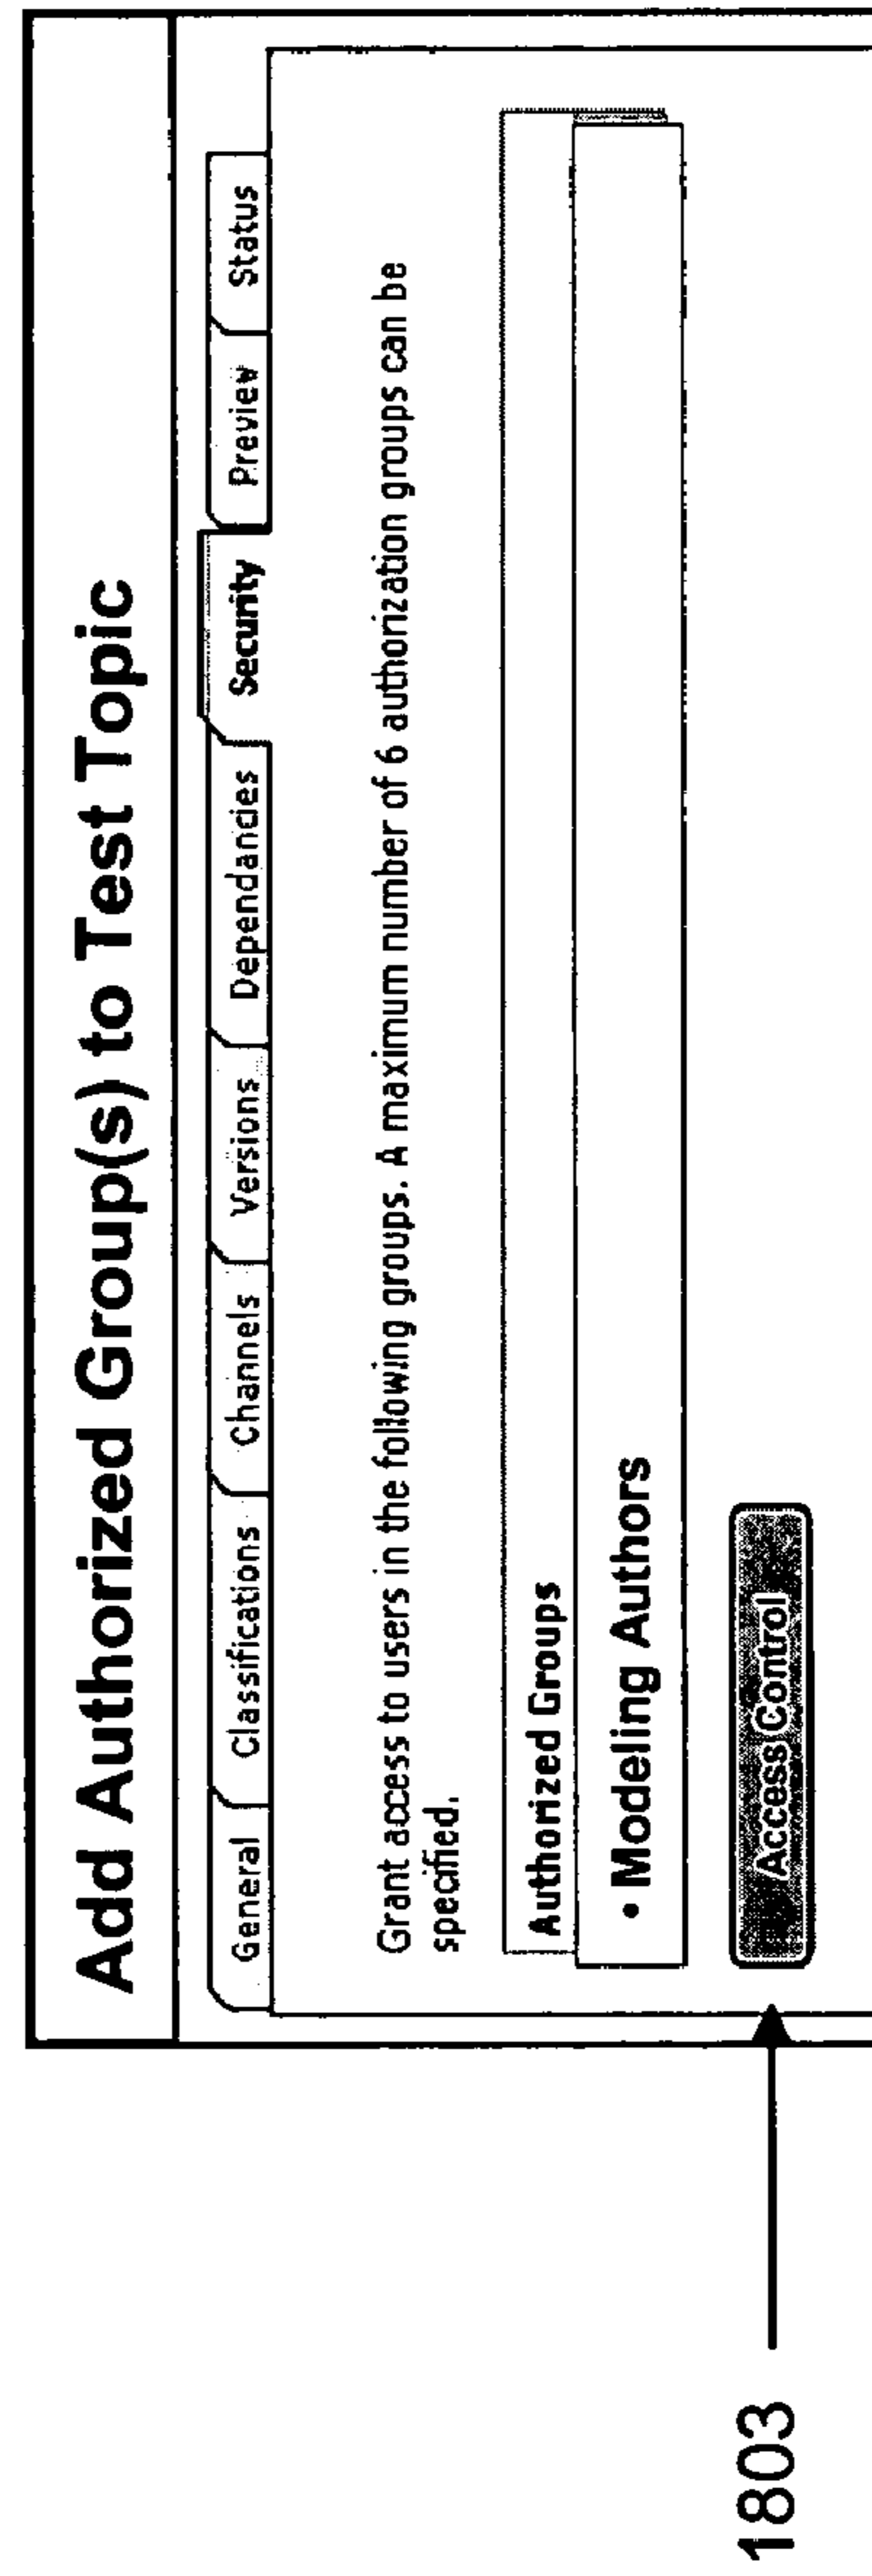 Add Authorized Group(s) to Test Topic
General Classifications Channels Versions Dependancies Security Preview Status
Grant access to users in the following groups. A maximum number of 6 authorization groups can be
specified.
Authorized Groups
• Modeling Authors
Access Control
1803